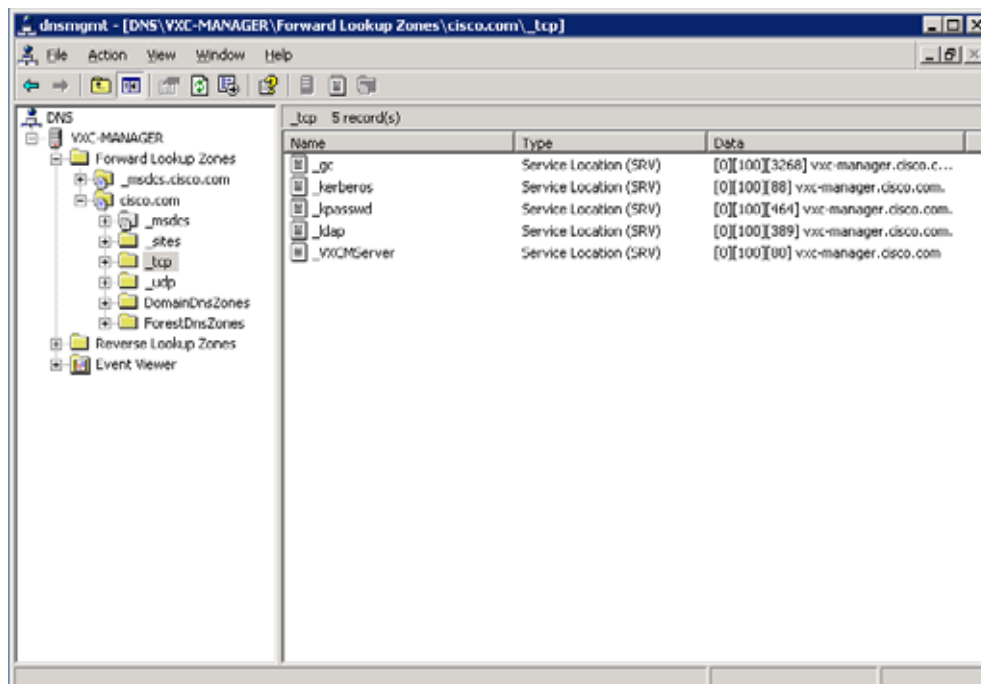 dnsmgmt - [DNS\VXC-MANAGER\Forward Lookup Zones\cisco.com\_tcp]
File Action View Window Help
DNS
VXC-MANAGER
Forward Lookup Zones
_msdcs.cisco.com
cisco.com
_msdcs
_sites
_tcp
_udp
DomainDnsZones
ForestDnsZones
Reverse Lookup Zones
Event Viewer
_tcp 5 record(s)
Name Type Data
_gc Service Location (SRV) [0][100][3268] vxc-manager.cisco.c...
_kerberos Service Location (SRV) [0][100][88] vxc-manager.cisco.com.
_kpasswd Service Location (SRV) [0][100][464] vxc-manager.cisco.com.
_ldap Service Location (SRV) [0][100][389] vxc-manager.cisco.com.
_VXCMServer Service Location (SRV) [0][100][80] vxc-manager.cisco.com